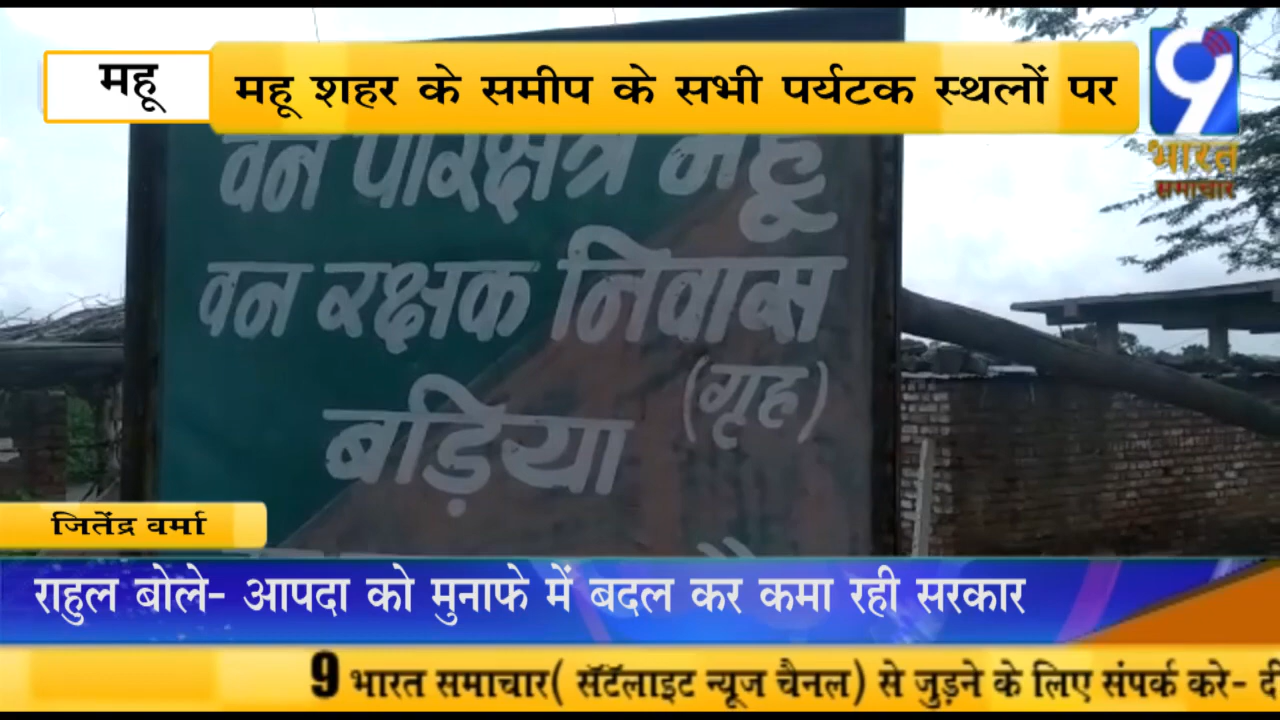 महू
महू शहर के समीप के सभी पर्यटक स्थलों पर
9
भारत
समाचार
वन परिक्षेत्र महू
वन रक्षक निवास
(गृह)
बड़िया
जितेंद्र वर्मा
राहुल बोले- आपदा को मुनाफे में बदल कर कमा रही सरकार
9 भारत समाचार( सॅटॅलाइट न्यूज चैनल) से जुड़ने के लिए संपर्क करे-